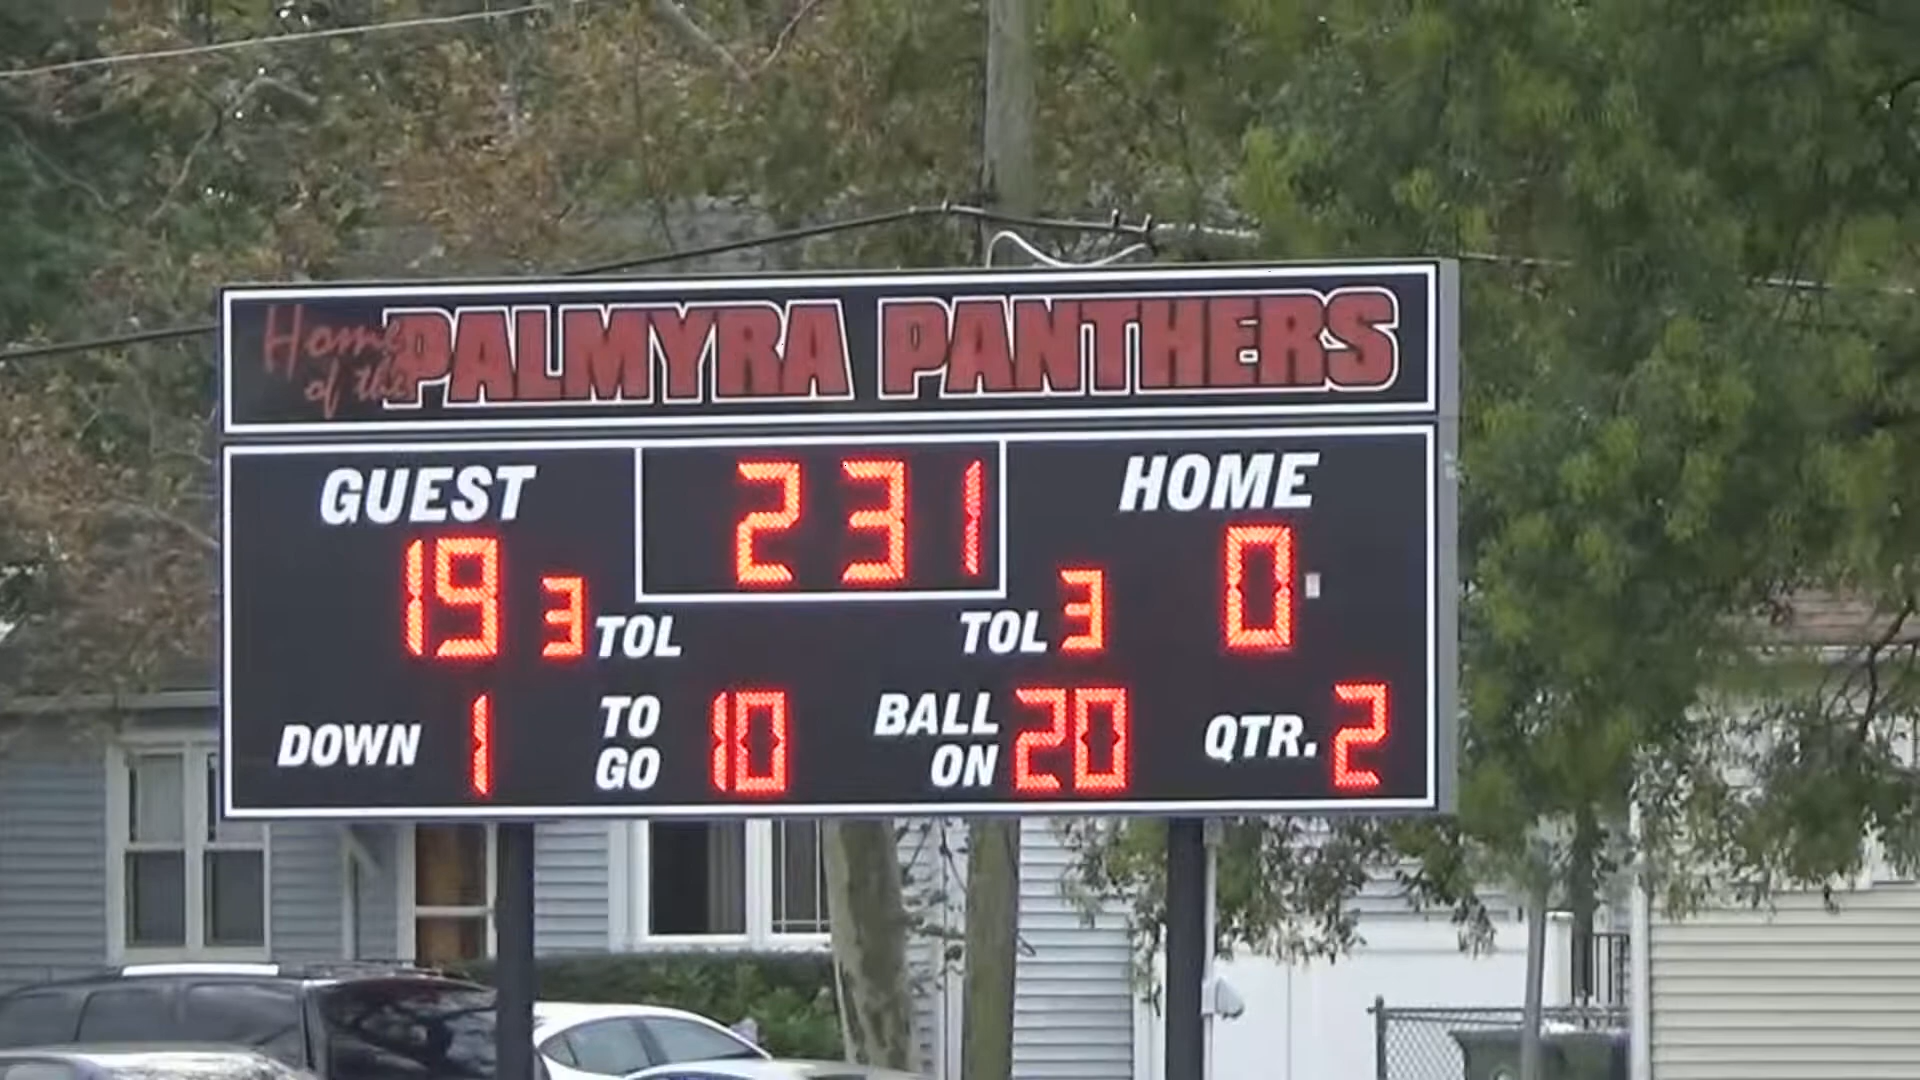 Home of the PALMYRA PANTHERS
GUEST 2 31 HOME
19 3 TOL TOL 3 0
DOWN 1 TO GO 10 BALL ON 20 QTR. 2